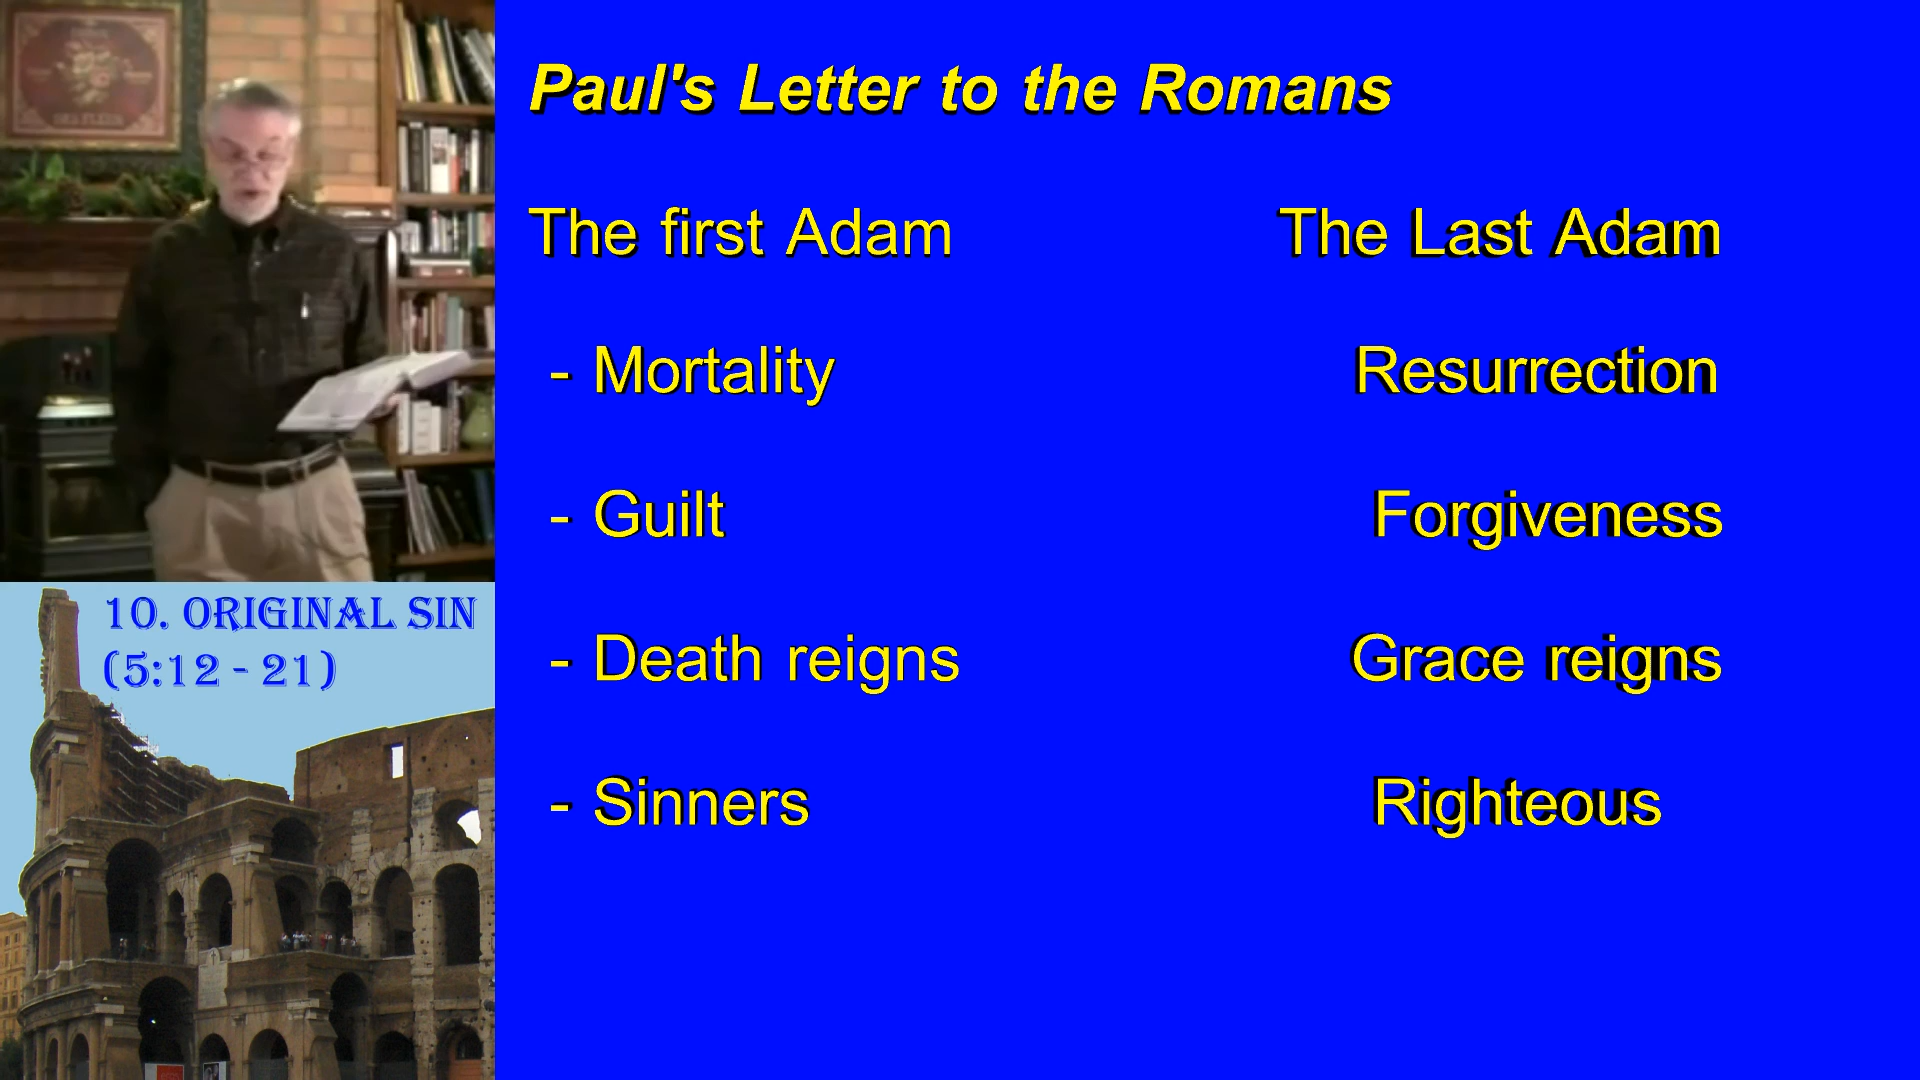 Paul's Letter to the Romans
The first Adam The Last Adam
- Mortality Resurrection
- Guilt Forgiveness
- Death reigns Grace reigns
- Sinners Righteous
10. ORIGINAL SIN
(5:12 - 21)